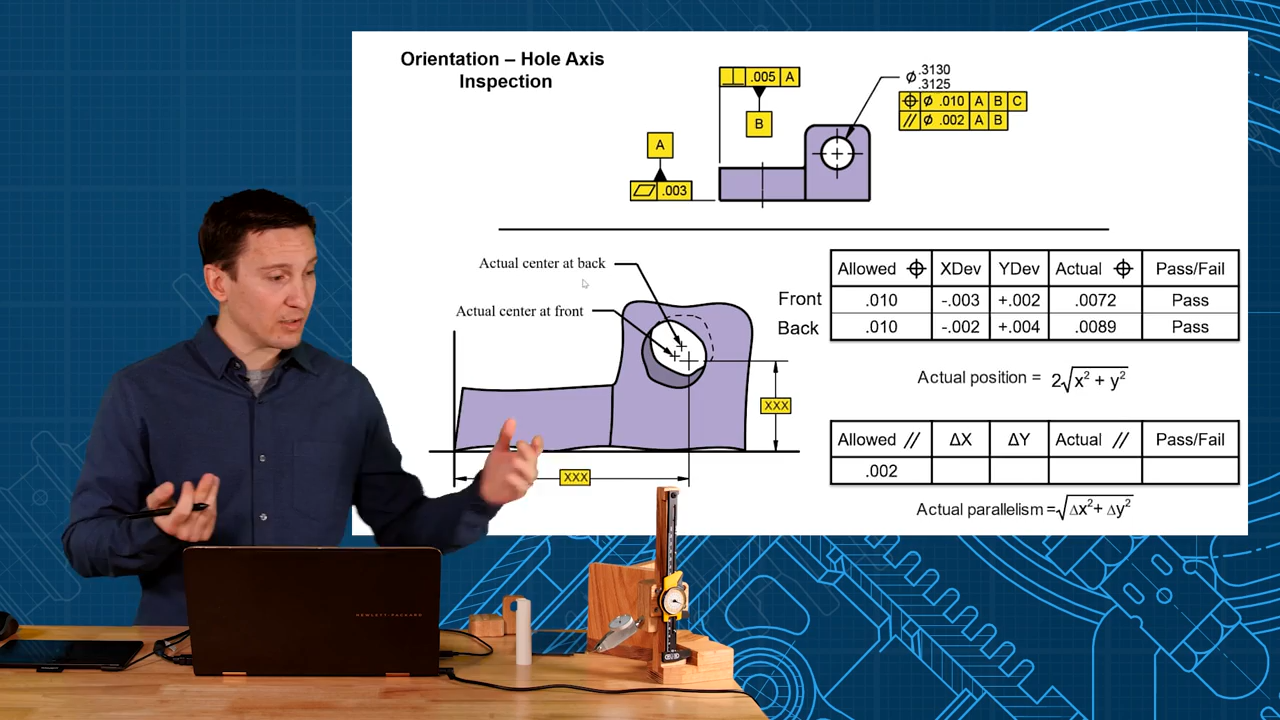 Orientation – Hole Axis
Inspection
⟂ .005 A
B
A
⏥ .003
⌀ .3130
.3125
⌖ ⌀ .010 A B C
// ⌀ .002 A B
Actual center at back
Actual center at front
XXX
XXX
Allowed ⌖ XDev YDev Actual ⌖ Pass/Fail
Front .010 -.003 +.002 .0072 Pass
Back .010 -.002 +.004 .0089 Pass
Actual position = 2√x² + y²
Allowed // ΔX ΔY Actual // Pass/Fail
.002
Actual parallelism =√Δx²+ Δy²
HEWLETT-PACKARD